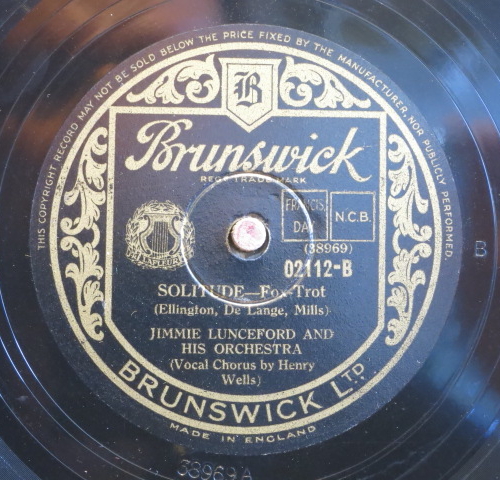 THIS COPYRIGHT RECORD MAY NOT BE SOLD BELOW THE PRICE FIXED BY THE MANUFACTURER, NOR PUBLICLY PERFORMED.
B
Brunswick
REGD TRADE MARK
FRANCIS,
DAY
N.C.B.
(38969)
02112-B
B
SOLITUDE—Fox-Trot
(Ellington, De Lange, Mills)
JIMMIE LUNCEFORD AND
HIS ORCHESTRA
(Vocal Chorus by Henry
Wells)
BRUNSWICK LTD
MADE IN ENGLAND
38969A